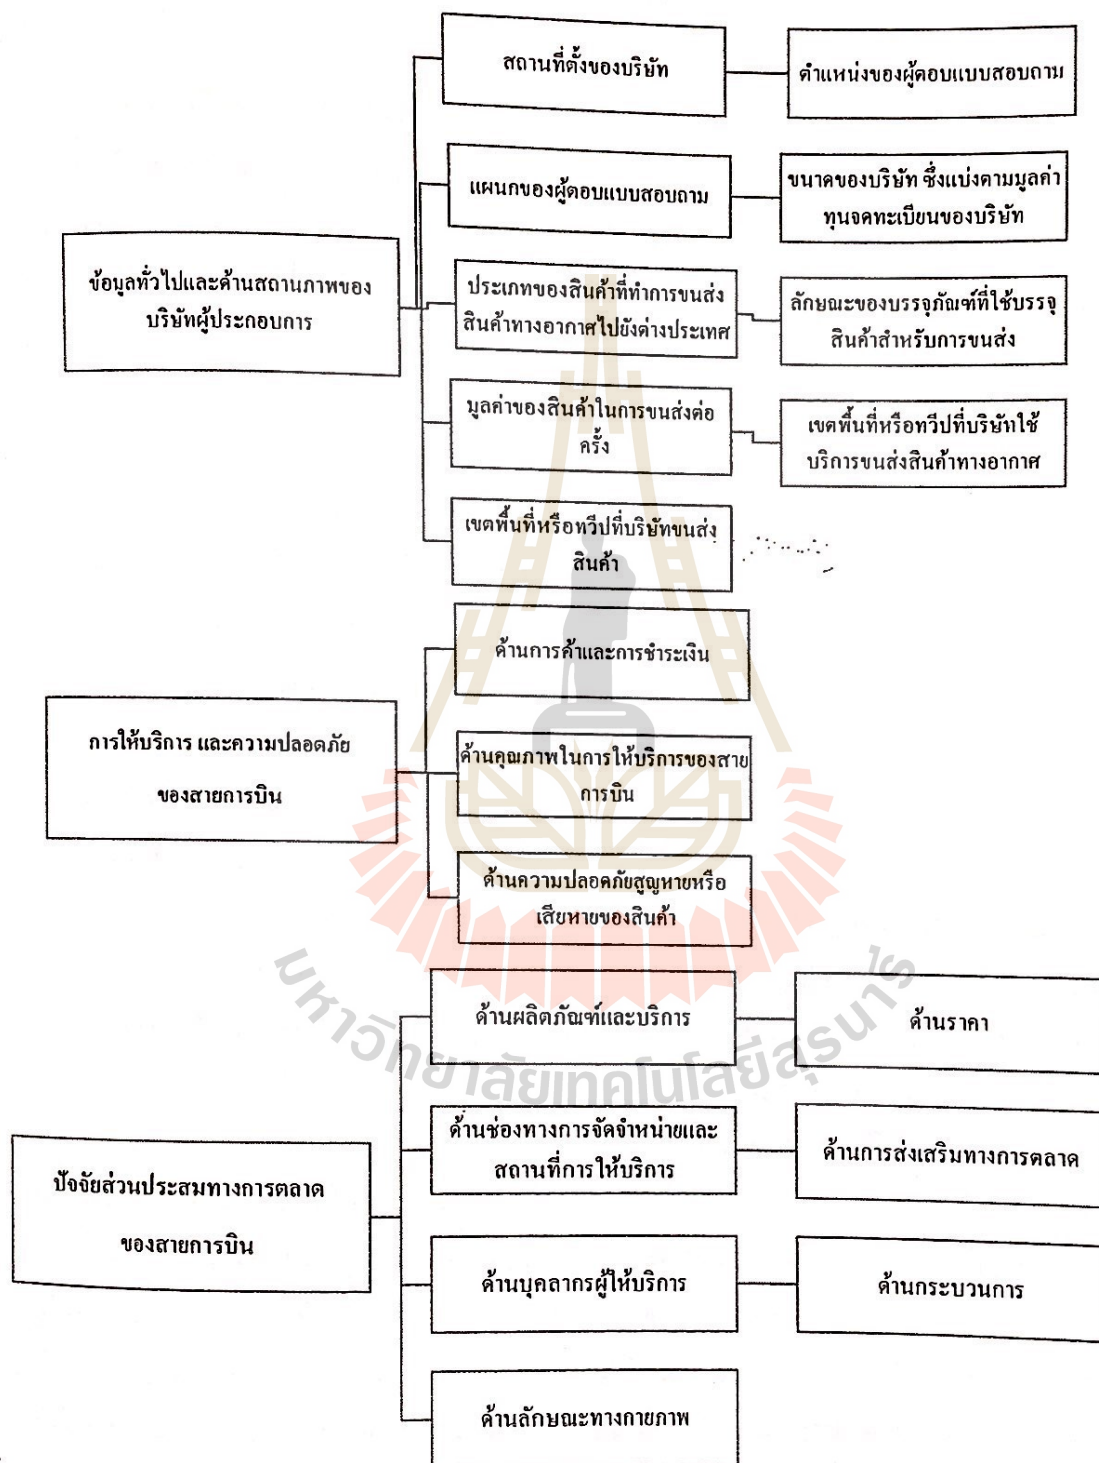 สถานที่ตั้งของบริษัท
ตำแหน่งของผู้ตอบแบบสอบถาม
แผนกของผู้ตอบแบบสอบถาม
ขนาดของบริษัท ซึ่งแบ่งตามมูลค่า
ทุนจดทะเบียนของบริษัท
ข้อมูลทั่วไปและด้านสถานภาพของ
บริษัทผู้ประกอบการ
ประเภทของสินค้าที่ทำการขนส่ง
สินค้าทางอากาศไปยังต่างประเทศ
ลักษณะของบรรจุภัณฑ์ที่ใช้บรรจุ
สินค้าสำหรับการขนส่ง
มูลค่าของสินค้าในการขนส่งต่อ
ครั้ง
เขตพื้นที่หรือทวีปที่บริษัทใช้
บริการขนส่งสินค้าทางอากาศ
เขตพื้นที่หรือทวีปที่บริษัทขนส่ง
สินค้า
ด้านการค้าและการชำระเงิน
การให้บริการ และความปลอดภัย
ของสายการบิน
ด้านคุณภาพในการให้บริการของสาย
การบิน
ด้านความปลอดภัยสูญหายหรือ
เสียหายของสินค้า
ด้านผลิตภัณฑ์และบริการ
ด้านราคา
มหาวิทยาลัยเทคโนโลยีสุรนารี
ด้านช่องทางการจัดจำหน่ายและ
สถานที่การให้บริการ
ด้านการส่งเสริมทางการตลาด
ปัจจัยส่วนประสมทางการตลาด
ของสายการบิน
ด้านบุคลากรผู้ให้บริการ
ด้านกระบวนการ
ด้านลักษณะทางกายภาพ